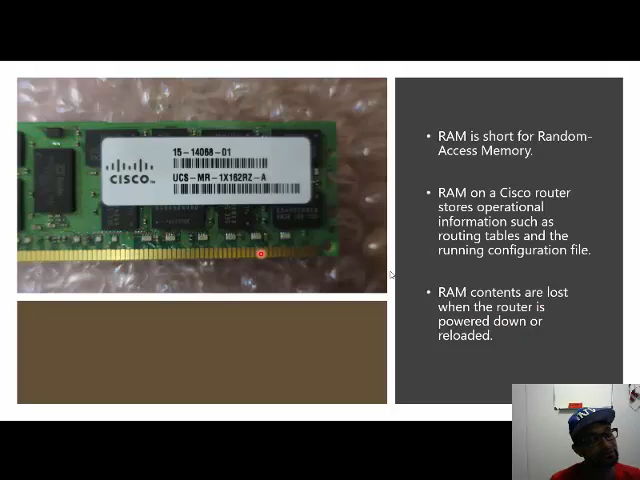 15-14068-01
CISCO
UCS-MR-1X162RZ-A
• RAM is short for Random-
Access Memory.
• RAM on a Cisco router
stores operational
information such as
routing tables and the
running configuration file.
• RAM contents are lost
when the router is
powered down or
reloaded.